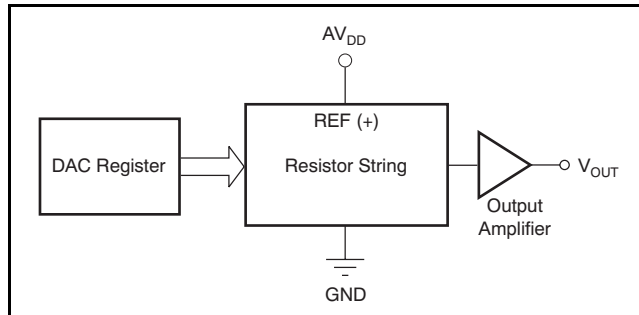 AVDD
REF (+)
DAC Register
Resistor String
VOUT
Output
Amplifier
GND